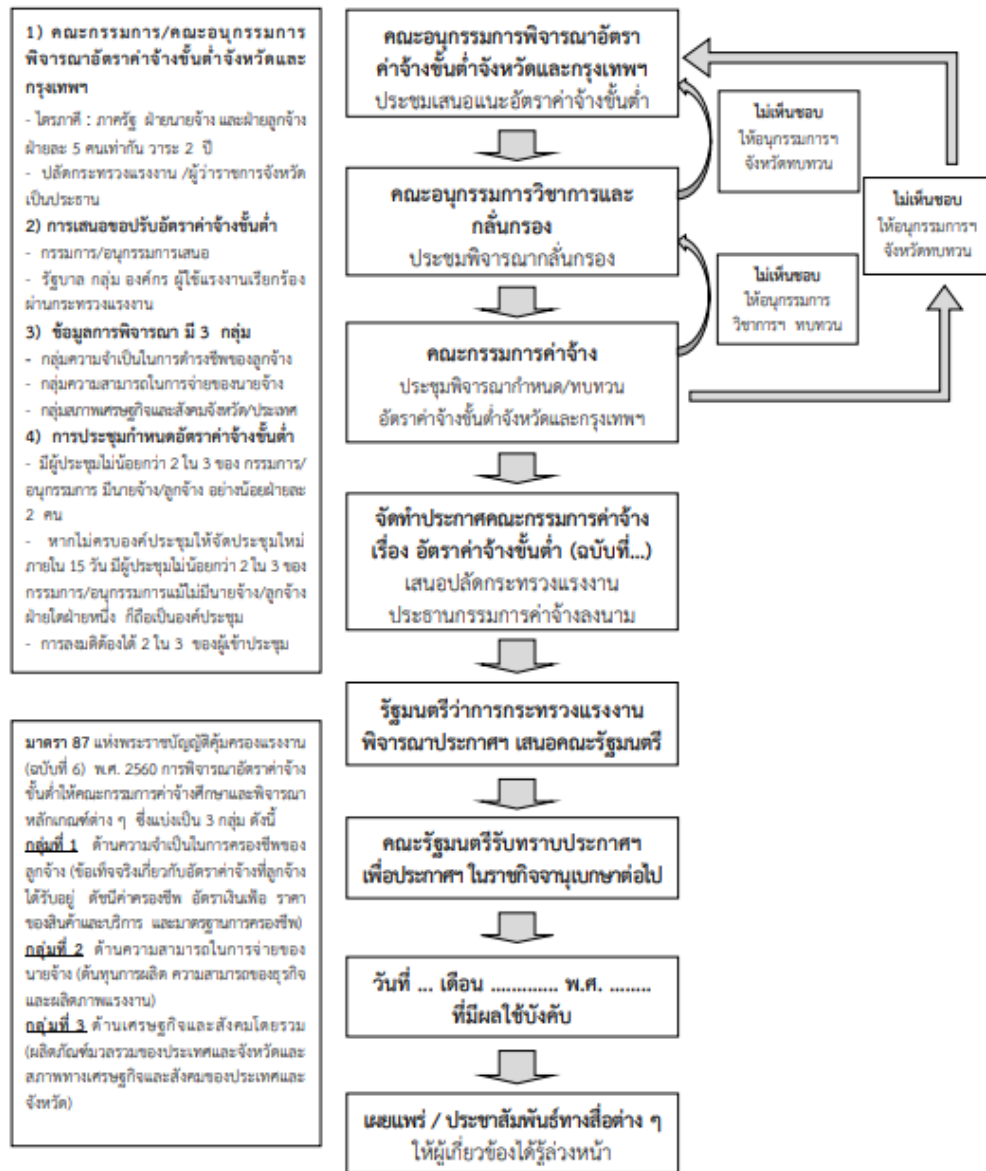 1) คณะกรรมการ/คณะอนุกรรมการ
พิจารณาอัตราค่าจ้างขั้นต่ำจังหวัดและ
กรุงเทพฯ
- ไตรภาคี : ภาครัฐ ฝ่ายนายจ้าง และฝ่ายลูกจ้าง
ฝ่ายละ 5 คนเท่ากัน วาระ 2 ปี
- ปลัดกระทรวงแรงงาน /ผู้ว่าราชการจังหวัด
เป็นประธาน
2) การเสนอขอปรับอัตราค่าจ้างขั้นต่ำ
- กรรมการ/อนุกรรมการเสนอ
- รัฐบาล กลุ่ม องค์กร ผู้ใช้แรงงานเรียกร้อง
ผ่านกระทรวงแรงงาน
3) ข้อมูลการพิจารณา มี 3 กลุ่ม
- กลุ่มความจำเป็นในการดำรงชีพของลูกจ้าง
- กลุ่มความสามารถในการจ่ายของนายจ้าง
- กลุ่มสภาพเศรษฐกิจและสังคมจังหวัด/ประเทศ
4) การประชุมกำหนดอัตราค่าจ้างขั้นต่ำ
- มีผู้ประชุมไม่น้อยกว่า 2 ใน 3 ของ กรรมการ/
อนุกรรมการ มีนายจ้าง/ลูกจ้าง อย่างน้อยฝ่ายละ
2 คน
- หากไม่ครบองค์ประชุมให้จัดประชุมใหม่
ภายใน 15 วัน มีผู้ประชุมไม่น้อยกว่า 2 ใน 3 ของ
กรรมการ/อนุกรรมการแม้ไม่มีนายจ้าง/ลูกจ้าง
ฝ่ายใดฝ่ายหนึ่ง ก็ถือเป็นองค์ประชุม
- การลงมติต้องได้ 2 ใน 3 ของผู้เข้าประชุม
มาตรา 87 แห่งพระราชบัญญัติคุ้มครองแรงงาน
(ฉบับที่ 6) พ.ศ. 2560 การพิจารณาอัตราค่าจ้าง
ขั้นต่ำให้คณะกรรมการค่าจ้างศึกษาและพิจารณา
หลักเกณฑ์ต่าง ๆ ซึ่งแบ่งเป็น 3 กลุ่ม ดังนี้
กลุ่มที่ 1 ด้านความจำเป็นในการครองชีพของ
ลูกจ้าง (ข้อเท็จจริงเกี่ยวกับอัตราค่าจ้างที่ลูกจ้าง
ได้รับอยู่ ดัชนีค่าครองชีพ อัตราเงินเฟ้อ ราคา
ของสินค้าและบริการ และมาตรฐานการครองชีพ)
กลุ่มที่ 2 ด้านความสามารถในการจ่ายของ
นายจ้าง (ต้นทุนการผลิต ความสามารถของธุรกิจ
และผลิตภาพแรงงาน)
กลุ่มที่ 3 ด้านเศรษฐกิจและสังคมโดยรวม
(ผลิตภัณฑ์มวลรวมของประเทศและจังหวัดและ
สภาพทางเศรษฐกิจและสังคมของประเทศและ
จังหวัด)
คณะอนุกรรมการพิจารณาอัตรา
ค่าจ้างขั้นต่ำจังหวัดและกรุงเทพฯ
ประชุมเสนอแนะอัตราค่าจ้างขั้นต่ำ
คณะอนุกรรมการวิชาการและ
กลั่นกรอง
ประชุมพิจารณากลั่นกรอง
คณะกรรมการค่าจ้าง
ประชุมพิจารณากำหนด/ทบทวน
อัตราค่าจ้างขั้นต่ำจังหวัดและกรุงเทพฯ
จัดทำประกาศคณะกรรมการค่าจ้าง
เรื่อง อัตราค่าจ้างขั้นต่ำ (ฉบับที่...)
เสนอปลัดกระทรวงแรงงาน
ประธานกรรมการค่าจ้างลงนาม
รัฐมนตรีว่าการกระทรวงแรงงาน
พิจารณาประกาศฯ เสนอคณะรัฐมนตรี
คณะรัฐมนตรีรับทราบประกาศฯ
เพื่อประกาศฯ ในราชกิจจานุเบกษาต่อไป
วันที่ ... เดือน ............. พ.ศ. ........
ที่มีผลใช้บังคับ
เผยแพร่ / ประชาสัมพันธ์ทางสื่อต่าง ๆ
ให้ผู้เกี่ยวข้องได้รู้ล่วงหน้า
ไม่เห็นชอบ
ให้อนุกรรมการฯ
จังหวัดทบทวน
ไม่เห็นชอบ
ให้อนุกรรมการ
วิชาการฯ ทบทวน
ไม่เห็นชอบ
ให้อนุกรรมการฯ
จังหวัดทบทวน